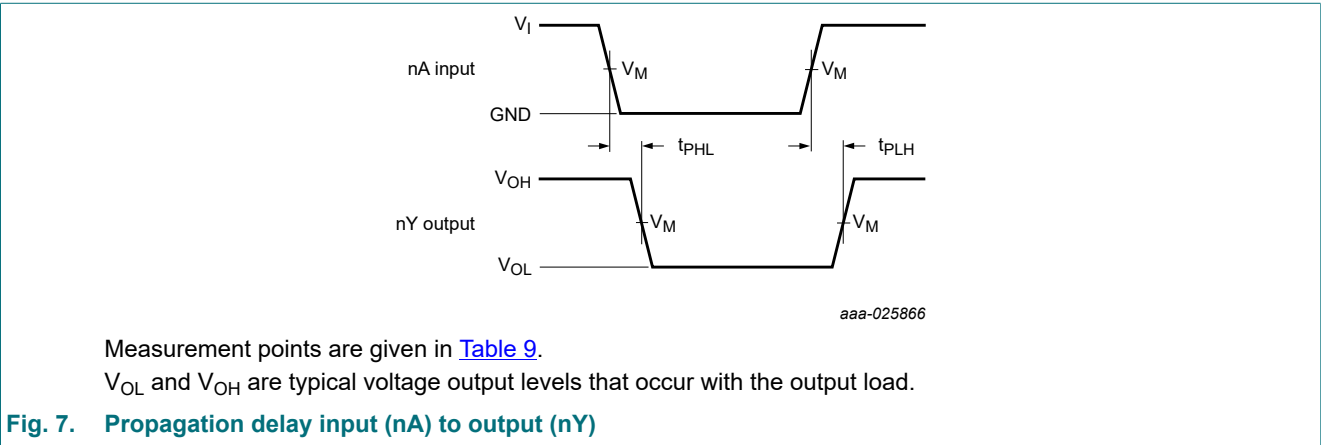 V_I
nA input
V_M
V_M
GND
t_PHL
t_PLH
V_OH
nY output
V_M
V_M
V_OL
aaa-025866
Measurement points are given in Table 9.
V_OL and V_OH are typical voltage output levels that occur with the output load.
Fig. 7. Propagation delay input (nA) to output (nY)